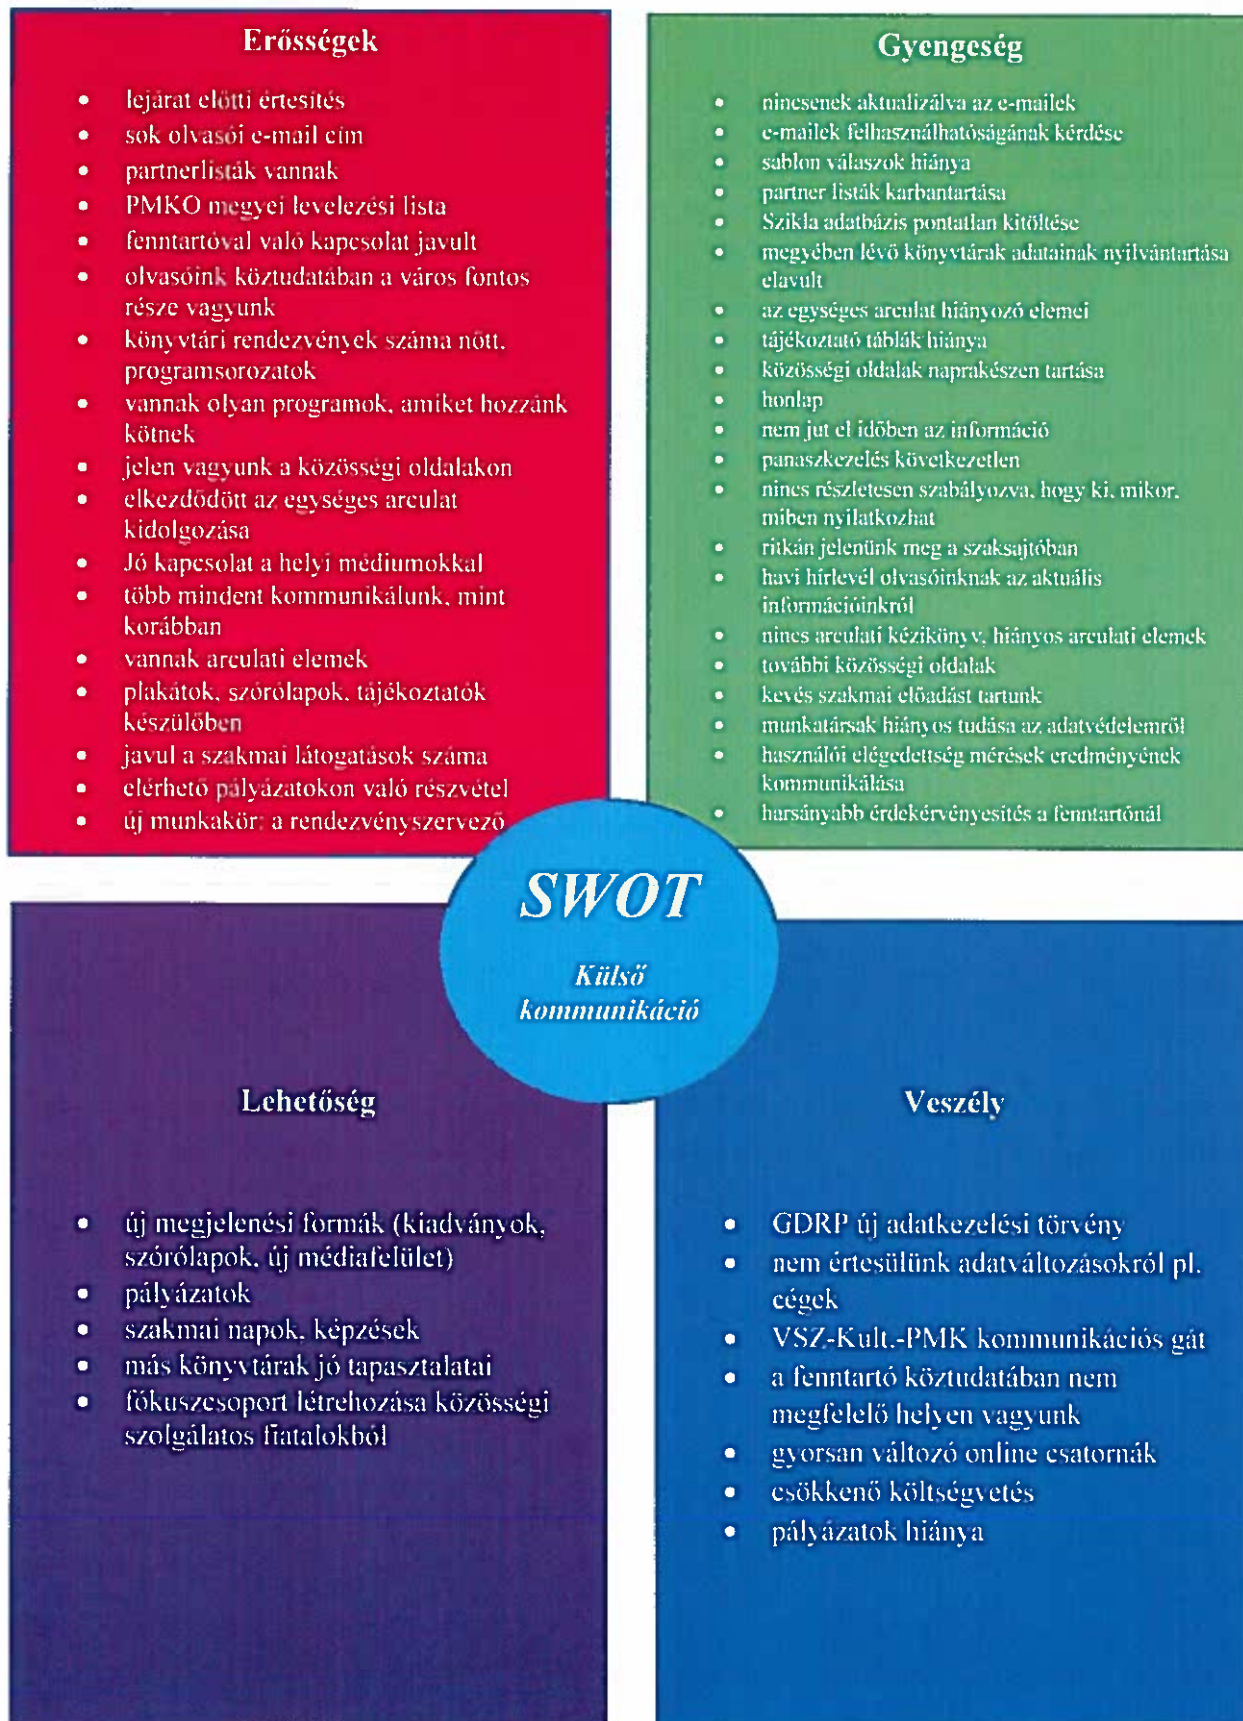 Erősségek
• lejárat előtti értesítés
• sok olvasói e-mail cím
• partnerlisták vannak
• PMKO megyei levelezési lista
• fenntartóval való kapcsolat javult
• olvasóink köztudatában a város fontos
része vagyunk
• könyvtári rendezvények száma nőtt,
programsorozatok
• vannak olyan programok, amiket hozzánk
kötnek
• jelen vagyunk a közösségi oldalakon
• elkezdődött az egységes arculat
kidolgozása
• Jó kapcsolat a helyi médiumokkal
• több mindent kommunikálunk, mint
korábban
• vannak arculati elemek
• plakátok, szórólapok, tájékoztatók
készülőben
• javul a szakmai látogatások száma
• elérhető pályázatokon való részvétel
• új munkakör: a rendezvényszervező
Gyengeség
• nincsenek aktualizálva az e-mailek
• e-mailek felhasználhatóságának kérdése
• sablon válaszok hiánya
• partner listák karbantartása
• Szikla adatbázis pontatlan kitöltése
• megyében lévő könyvtárak adatainak nyilvántartása
elavult
• az egységes arculat hiányozó elemei
• tájékoztató táblák hiánya
• közösségi oldalak naprakészen tartása
• honlap
• nem jut el időben az információ
• panaszkezelés következetlen
• nincs részletesen szabályozva, hogy ki, mikor,
miben nyilatkozhat
• ritkán jelenünk meg a szaksajtóban
• havi hírlevél olvasóinknak az aktuális
információinkról
• nincs arculati kézikönyv, hiányos arculati elemek
• további közösségi oldalak
• kevés szakmai előadást tartunk
• munkatársak hiányos tudása az adatvédelemről
• használói elégedettség mérések eredményének
kommunikálása
• harsányabb érdekérvényesítés a fenntartónál
SWOT
Külső
kommunikáció
Lehetőség
• új megjelenési formák (kiadványok,
szórólapok, új médiafelület)
• pályázatok
• szakmai napok, képzések
• más könyvtárak jó tapasztalatai
• fókuszcsoport létrehozása közösségi
szolgálatos fiatalokból
Veszély
• GDRP új adatkezelési törvény
• nem értesülünk adatváltozásokról pl.
cégek
• VSZ-Kult.-PMK kommunikációs gát
• a fenntartó köztudatában nem
megfelelő helyen vagyunk
• gyorsan változó online csatornák
• csökkenő költségvetés
• pályázatok hiánya